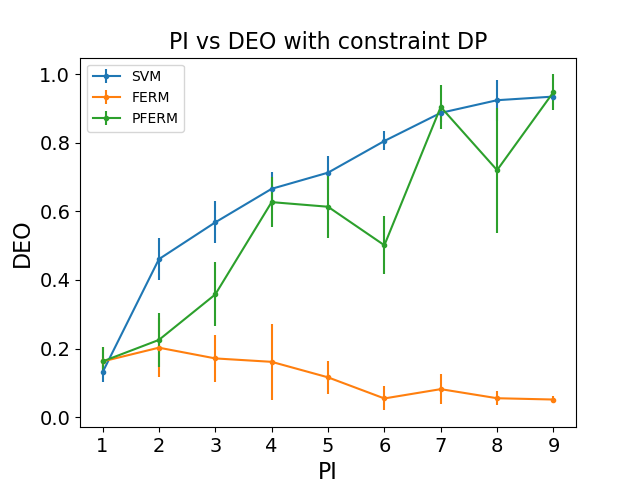 PI vs DEO with constraint DP
SVM
FERM
PFERM
1.0
0.8
0.6
0.4
0.2
0.0
DEO
1 2 3 4 5 6 7 8 9
PI